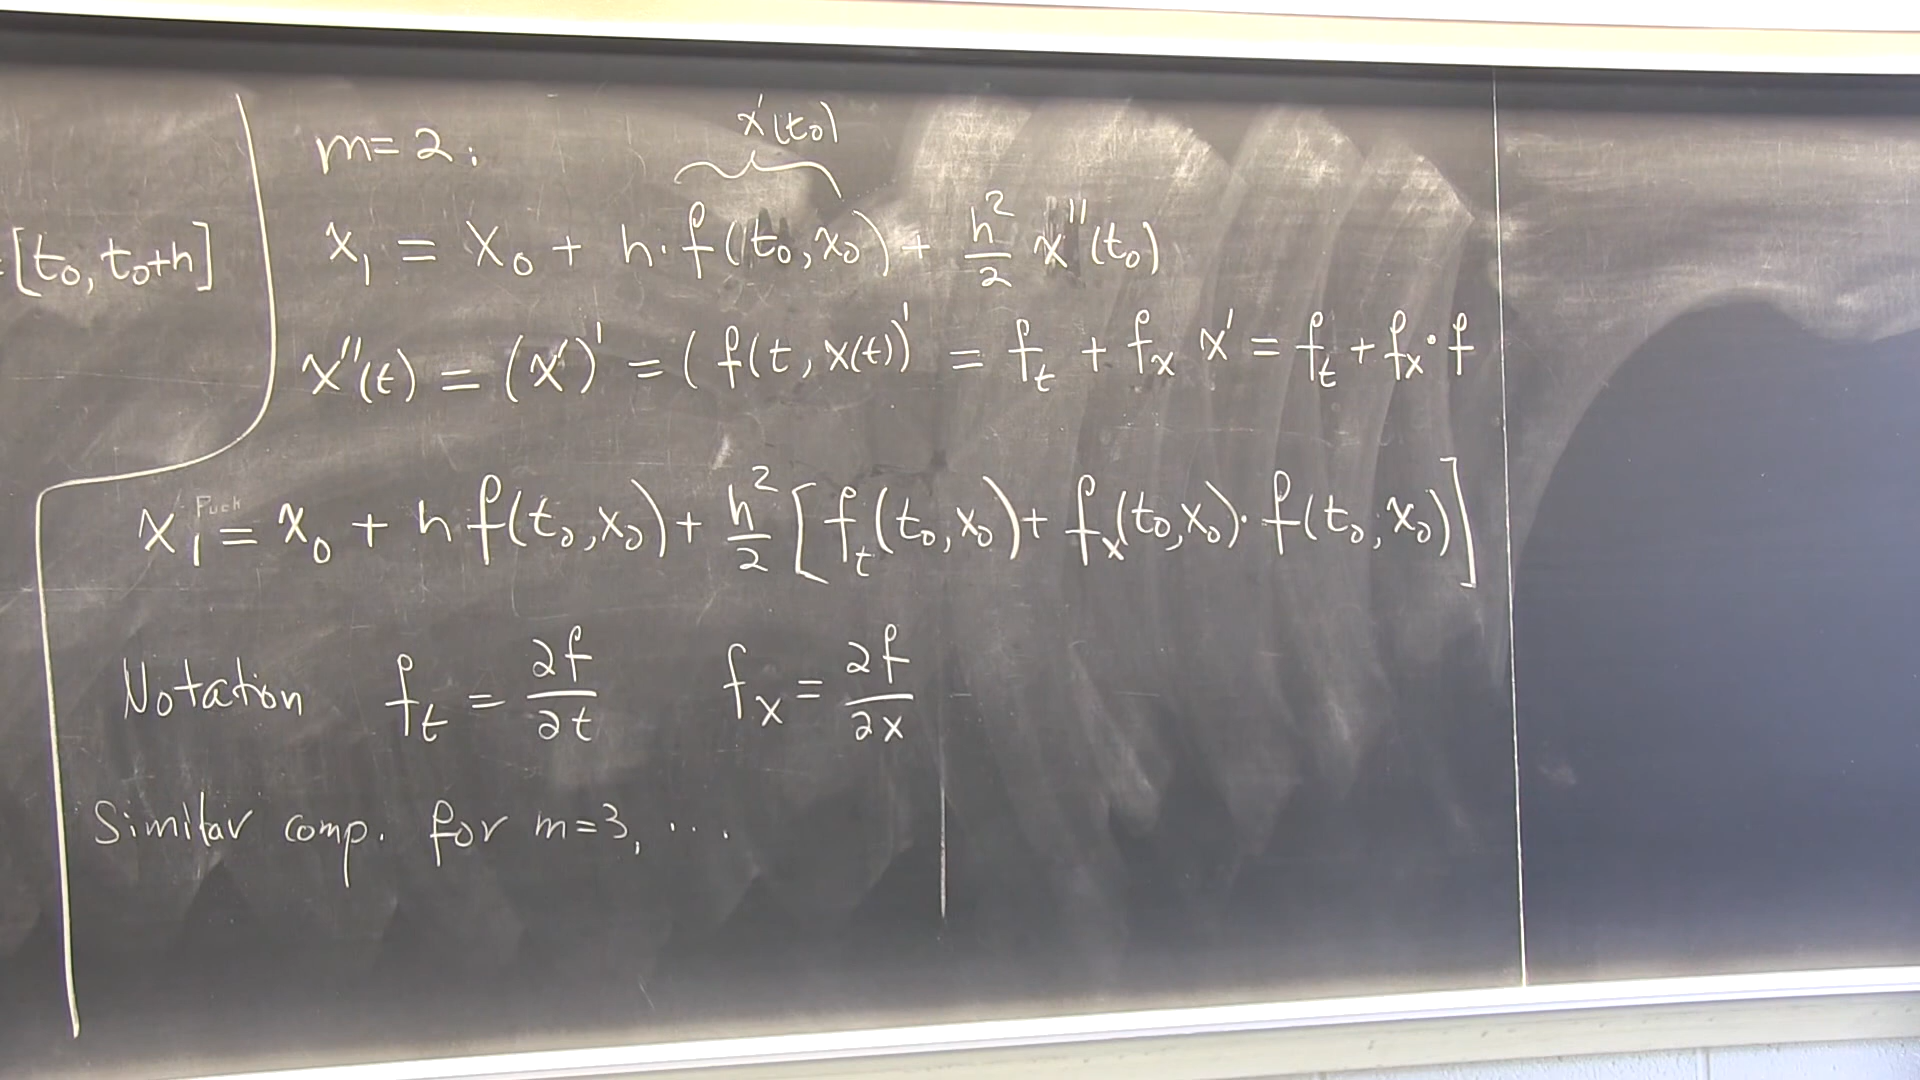 m=2:
x'(t₀)
x₁ = x₀ + h·f(t₀,x₀) + h²/2 x''(t₀)
[t₀, t₀+h]
x''(t) = (x')' = (f(t, x(t))' = f_t + f_x x' = f_t + f_x·f
x₁ = x₀ + h f(t₀,x₀) + h²/2 [f_t(t₀,x₀) + f_x(t₀,x₀)·f(t₀,x₀)]
Notation f_t = ∂f/∂t f_x = ∂f/∂x
Similar comp. for m=3, ...